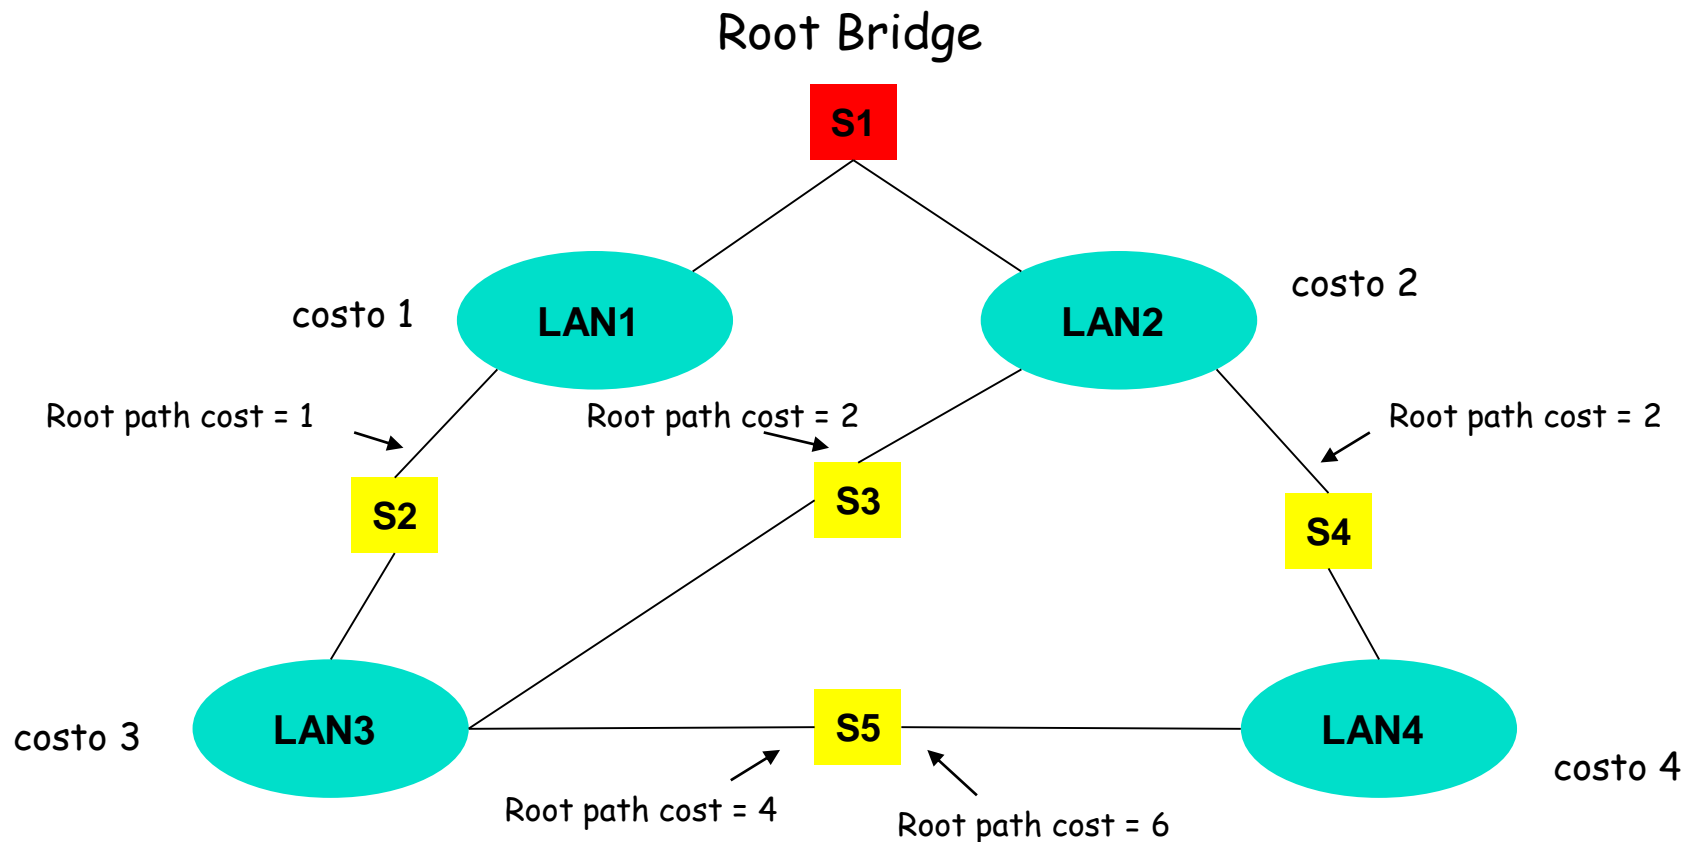 Root Bridge
S1
costo 2
costo 1
LAN1
LAN2
Root path cost = 1
Root path cost = 2
Root path cost = 2
S2
S3
S4
LAN3
S5
LAN4
costo 3
costo 4
Root path cost = 4
Root path cost = 6